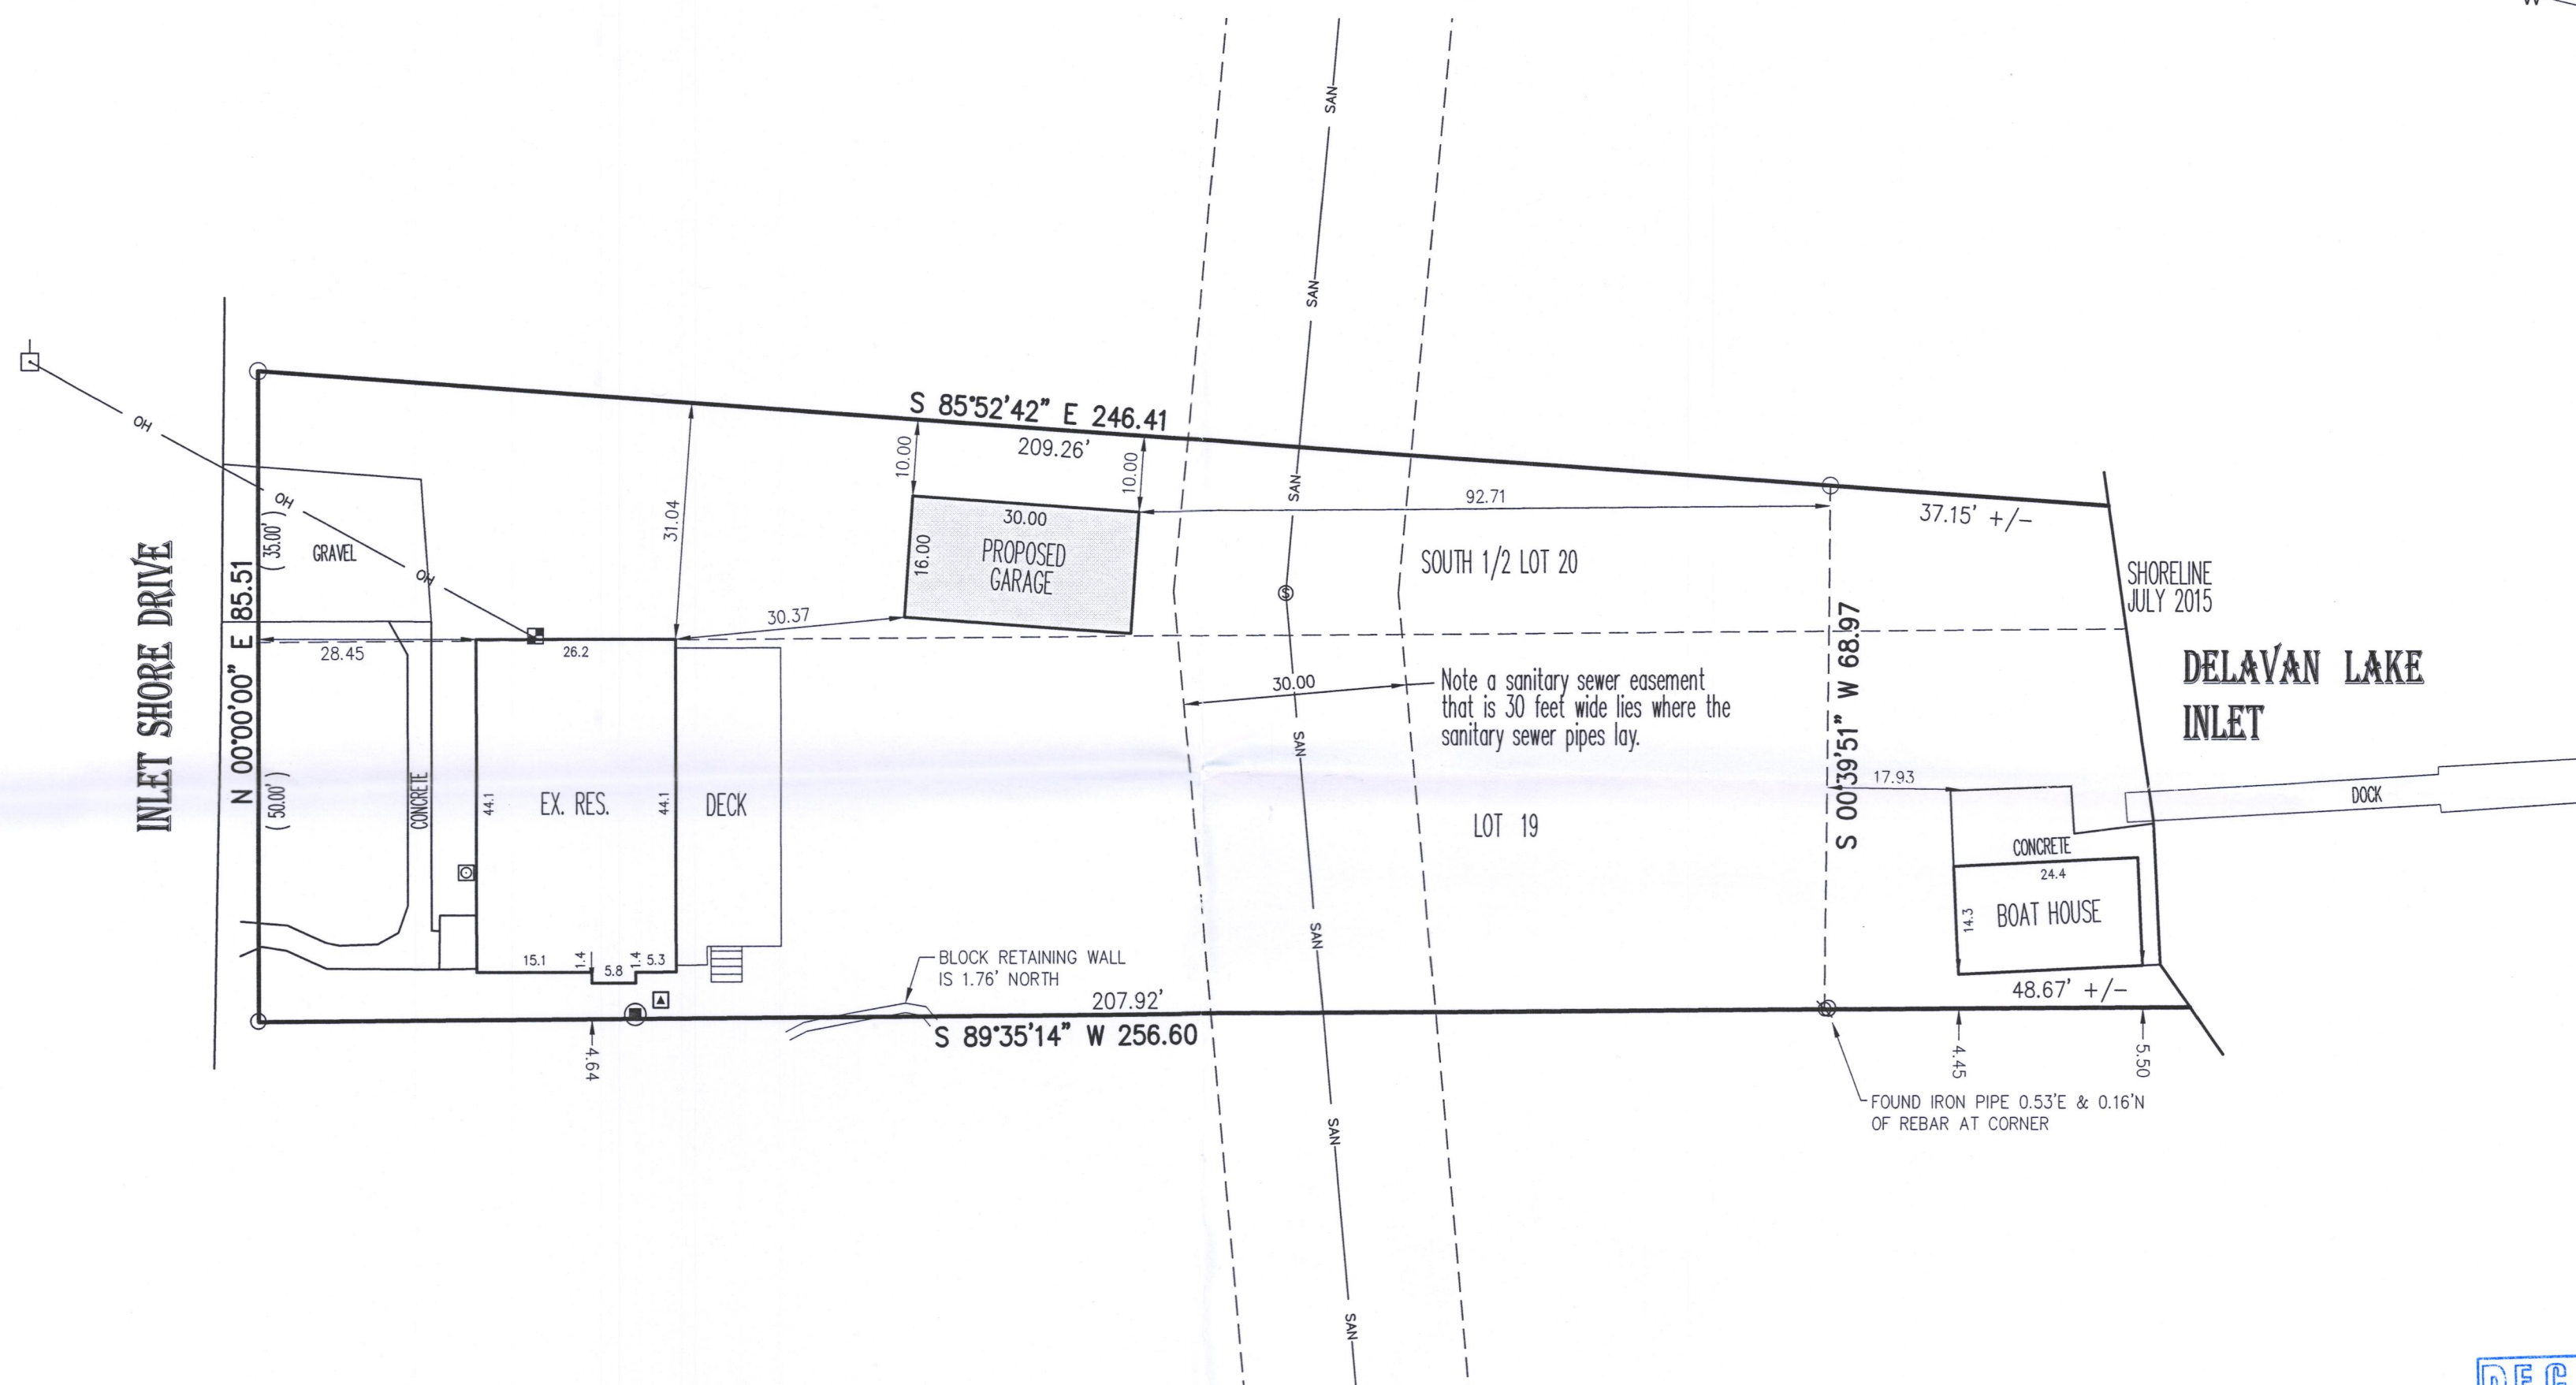 W
SAN
SAN
SAN
OH
OH
OH
S 85°52'42" E 246.41
209.26'
10.00
10.00
92.71
37.15' +/-
31.04
30.00
16.00
PROPOSED
GARAGE
30.37
SOUTH 1/2 LOT 20
SHORELINE
JULY 2015
INLET SHORE DRIVE
N 00°00'00" E 85.51
(35.00')
(50.00')
GRAVEL
28.45
26.2
CONCRETE
44.1
EX. RES.
44.1
DECK
S
30.00
Note a sanitary sewer easement
that is 30 feet wide lies where the
sanitary sewer pipes lay.
S 00°39'51" W 68.97
DELAVAN LAKE
INLET
SAN
LOT 19
17.93
DOCK
CONCRETE
24.4
14.3
BOAT HOUSE
15.1
1.4
5.8
1.4
5.3
BLOCK RETAINING WALL
IS 1.76' NORTH
SAN
207.92'
S 89°35'14" W 256.60
48.67' +/-
4.64
4.45
5.50
FOUND IRON PIPE 0.53'E & 0.16'N
OF REBAR AT CORNER
SAN
SAN